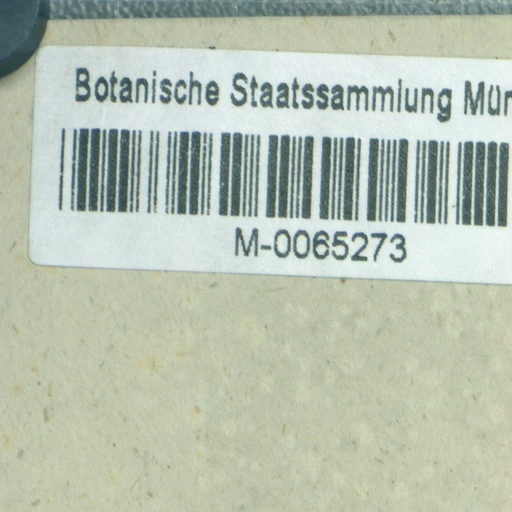 Botanische Staatssammlung Mün
M-0065273